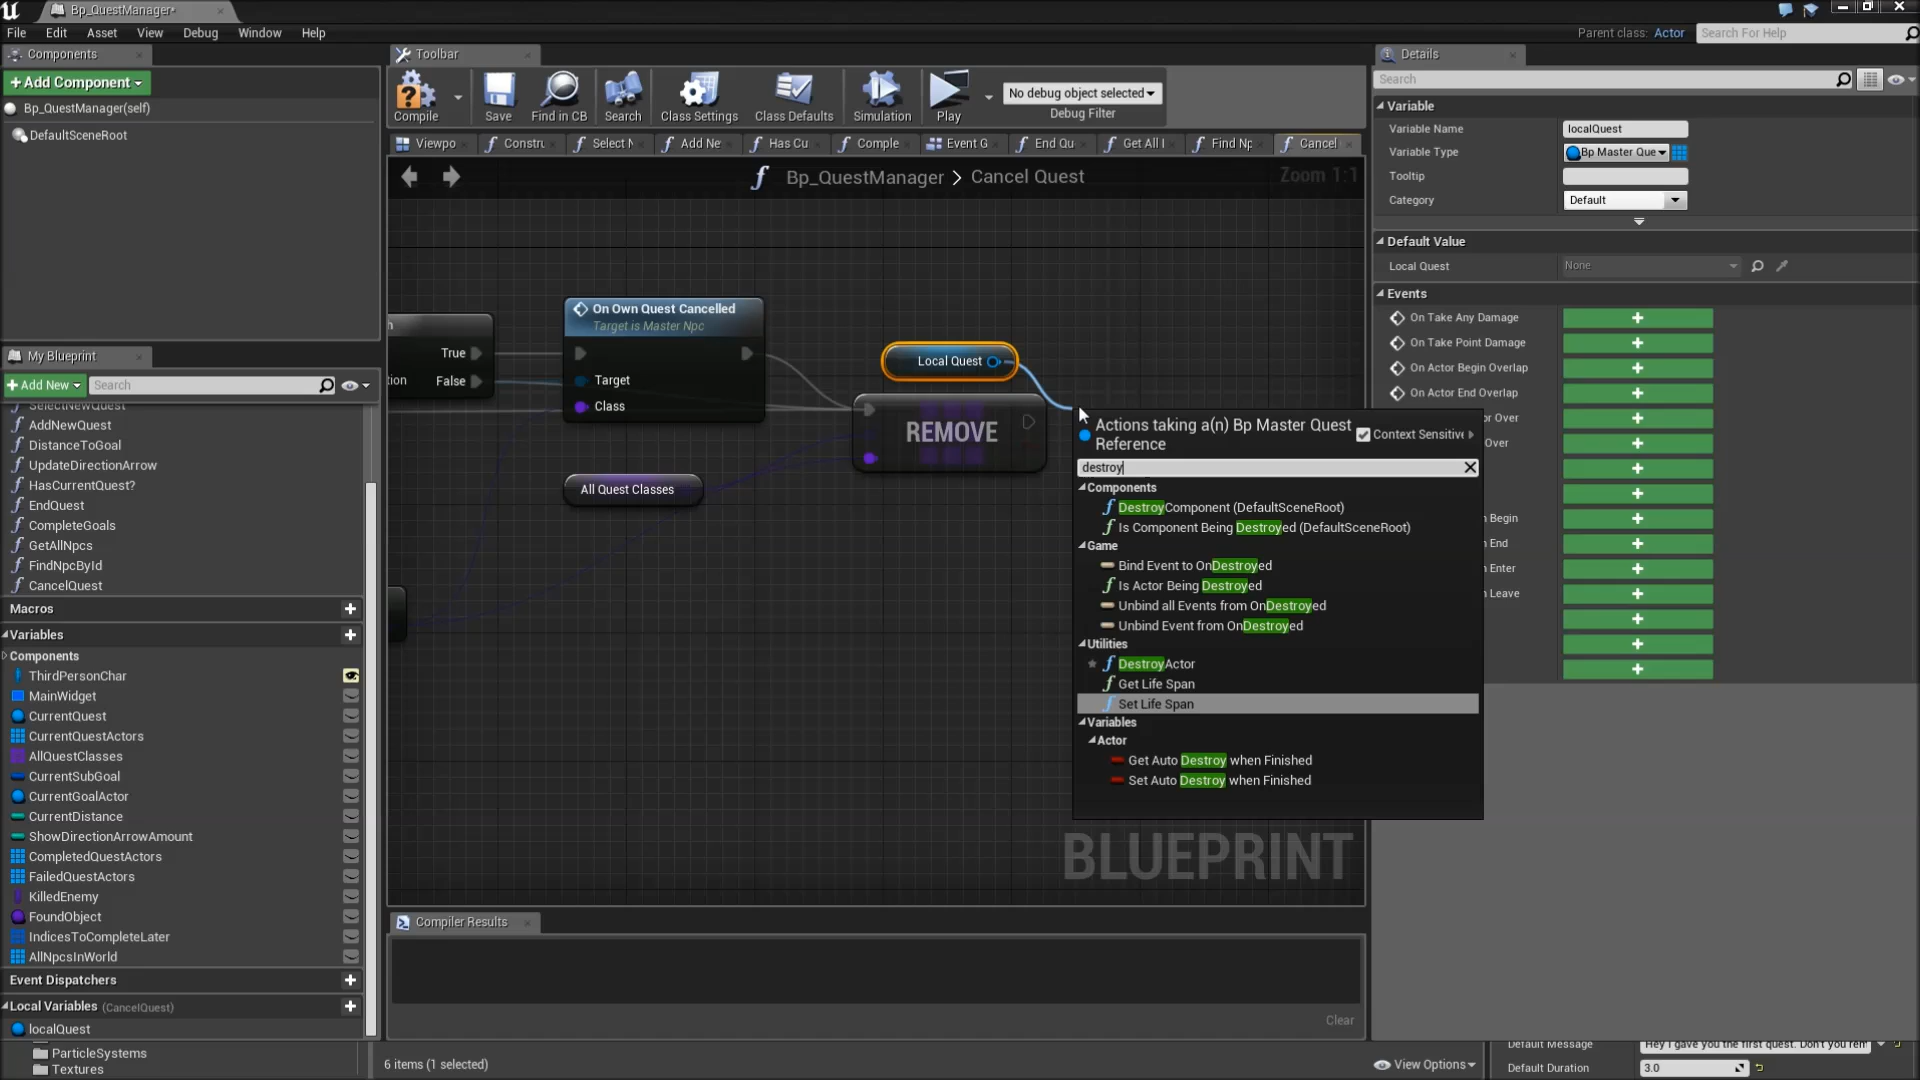 Bp_QuestManager*
File Edit Asset View Debug Window Help
Parent class: Actor
Search For Help
Components
+Add Component
Bp_QuestManager(self)
DefaultSceneRoot
Toolbar
Compile
Save
Find in CB
Search
Class Settings
Class Defaults
Simulation
Play
No debug object selected
Debug Filter
Viewpo
Constru
Select N
Add Ne
Has Cu
Comple
Event G
End Qu
Get All I
Find Np
Cancel
Bp_QuestManager > Cancel Quest
Zoom 1:1
True
False
On Own Quest Cancelled
Target is Master Npc
Target
Class
All Quest Classes
Local Quest
REMOVE
Actions taking a(n) Bp Master Quest
Reference
Context Sensitive
destroy
Components
DestroyComponent (DefaultSceneRoot)
Is Component Being Destroyed (DefaultSceneRoot)
Game
Bind Event to OnDestroyed
Is Actor Being Destroyed
Unbind all Events from OnDestroyed
Unbind Event from OnDestroyed
Utilities
DestroyActor
Get Life Span
Set Life Span
Variables
Actor
Get Auto Destroy when Finished
Set Auto Destroy when Finished
BLUEPRINT
My Blueprint
+Add New
Search
SelectNewQuest
AddNewQuest
DistanceToGoal
UpdateDirectionArrow
HasCurrentQuest?
EndQuest
CompleteGoals
GetAllNpcs
FindNpcById
CancelQuest
Macros
Variables
Components
ThirdPersonChar
MainWidget
CurrentQuest
CurrentQuestActors
AllQuestClasses
CurrentSubGoal
CurrentGoalActor
CurrentDistance
ShowDirectionArrowAmount
CompletedQuestActors
FailedQuestActors
KilledEnemy
FoundObject
IndicesToCompleteLater
AllNpcsInWorld
Event Dispatchers
Local Variables (CancelQuest)
localQuest
ParticleSystems
Textures
Compiler Results
Clear
6 items (1 selected)
View Options
Details
Search
Variable
Variable Name localQuest
Variable Type Bp Master Que
Tooltip
Category Default
Default Value
Local Quest None
Events
On Take Any Damage
On Take Point Damage
On Actor Begin Overlap
On Actor End Overlap
or Over
Over
n Begin
n End
n Enter
n Leave
Default Message Hey I gave you the first quest. Don't you rem
Default Duration 3.0